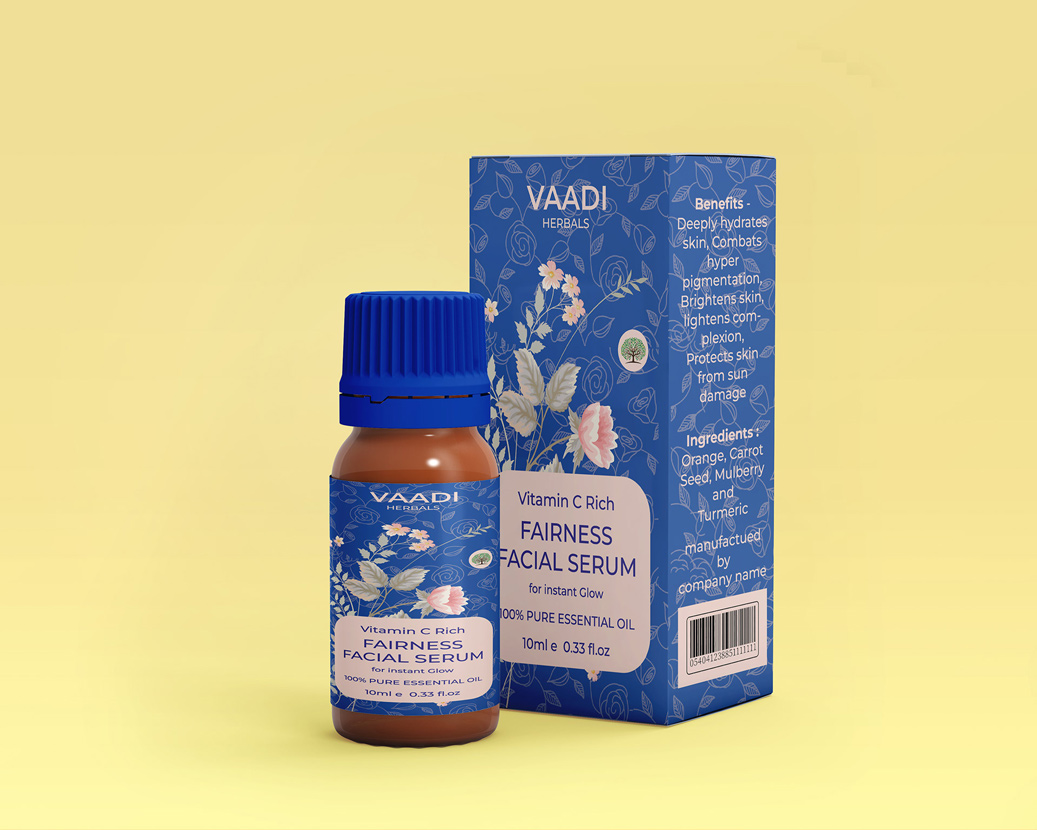 VAADI
HERBALS
Vitamin C Rich
FAIRNESS
FACIAL SERUM
for instant Glow
100% PURE ESSENTIAL OIL
10ml e 0.33 fl.oz
Benefits -
Deeply hydrates
skin, Combats
hyper
pigmentation,
Brightens skin,
lightens com-
plexion,
Protects skin
from sun
damage
Ingredients :
Orange, Carrot
Seed, Mulberry
and
Turmeric
manufactued
by
company name
05404123885111111
VAADI
HERBALS
Vitamin C Rich
FAIRNESS
FACIAL SERUM
for instant Glow
100% PURE ESSENTIAL OIL
10ml e 0.33 fl.oz